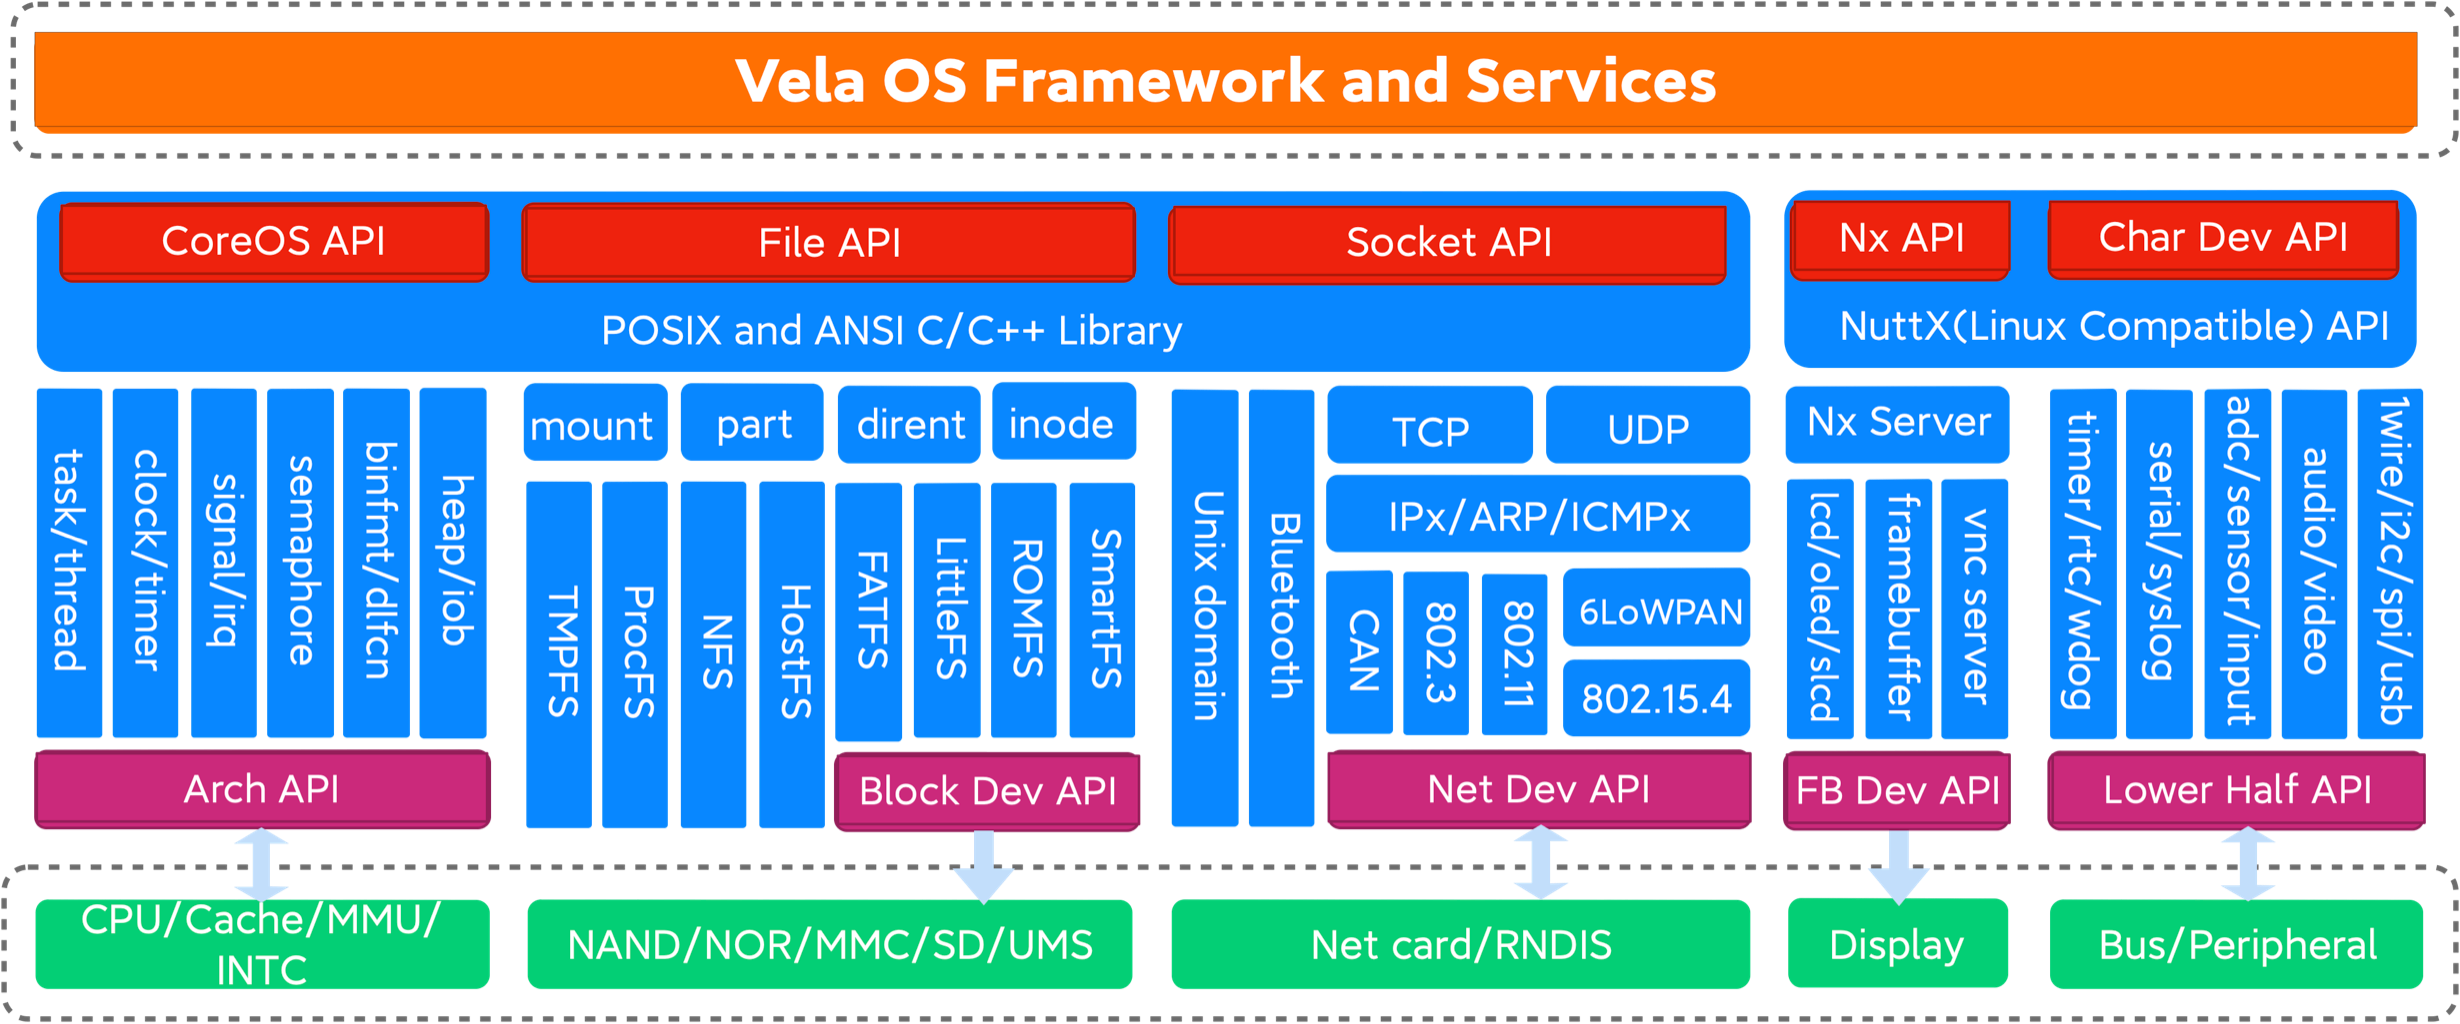 Vela OS Framework and Services
CoreOS API
File API
Socket API
POSIX and ANSI C/C++ Library
Nx API
Char Dev API
NuttX(Linux Compatible) API
task/thread
clock/timer
signal/irq
semaphore
binfmt/dlfcn
heap/iob
mount
part
dirent
inode
TMPFS
ProcFS
NFS
HostFS
FATFS
LittleFS
ROMFS
SmartFS
Unix domain
Bluetooth
TCP
UDP
IPx/ARP/ICMPx
CAN
802.3
802.11
6LoWPAN
802.15.4
Nx Server
lcd/oled/slcd
framebuffer
vnc server
timer/rtc/wdog
serial/syslog
adc/sensor/input
audio/video
1wire/i2c/spi/usb
Arch API
Block Dev API
Net Dev API
FB Dev API
Lower Half API
CPU/Cache/MMU/
INTC
NAND/NOR/MMC/SD/UMS
Net card/RNDIS
Display
Bus/Peripheral